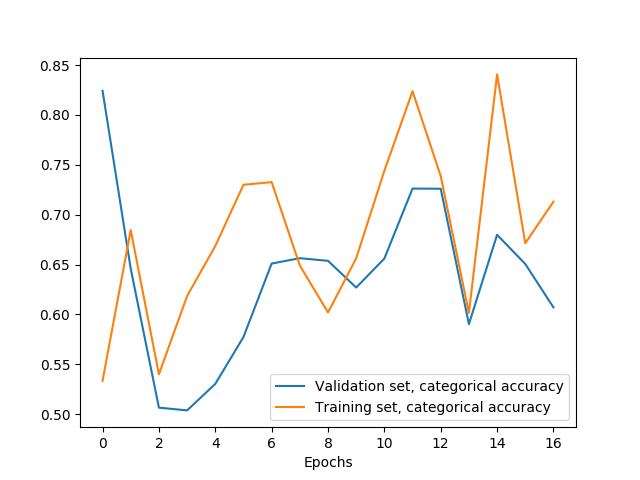 0.85
0.80
0.75
0.70
0.65
0.60
0.55
0.50
Validation set, categorical accuracy
Training set, categorical accuracy
0 2 4 6 8 10 12 14 16
Epochs